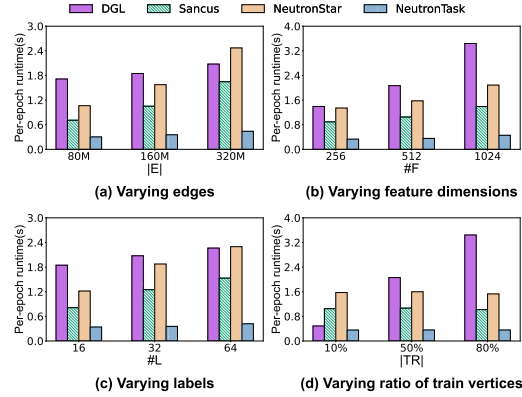 DGL Sancus NeutronStar NeutronTask
Per-epoch runtime(s)
3.0
2.4
1.8
1.2
0.6
0.0
80M 160M 320M
|E|
(a) Varying edges
Per-epoch runtime(s)
4.0
3.2
2.4
1.6
0.8
0.0
256 512 1024
#F
(b) Varying feature dimensions
Per-epoch runtime(s)
3.0
2.4
1.8
1.2
0.6
0.0
16 32 64
#L
(c) Varying labels
Per-epoch runtime(s)
4.0
3.2
2.4
1.6
0.8
0.0
10% 50% 80%
|TR|
(d) Varying ratio of train vertices